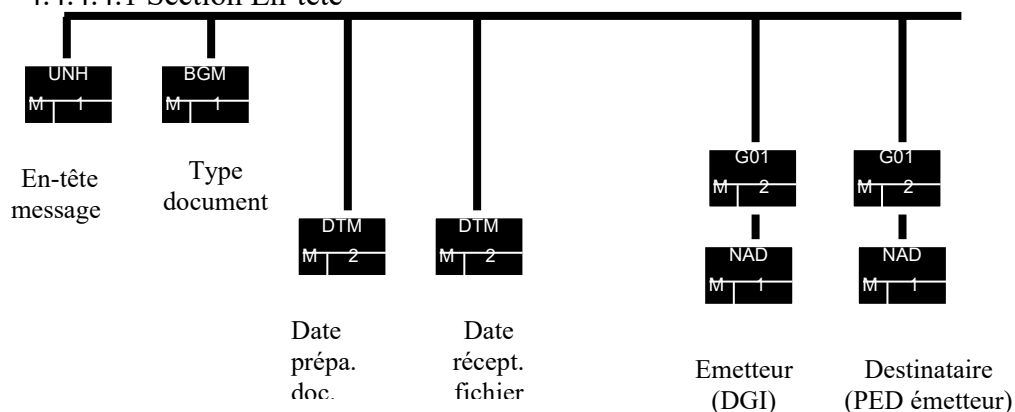 4.4.4.4.1 Section En-tête
UNH
M 1
BGM
M 1
En-tête
message
Type
document
DTM
M 2
DTM
M 2
G01
M 2
G01
M 2
NAD
M 1
NAD
M 1
Date
prépa.
doc.
Date
récept.
fichier
Emetteur
(DGI)
Destinataire
(PED émetteur)